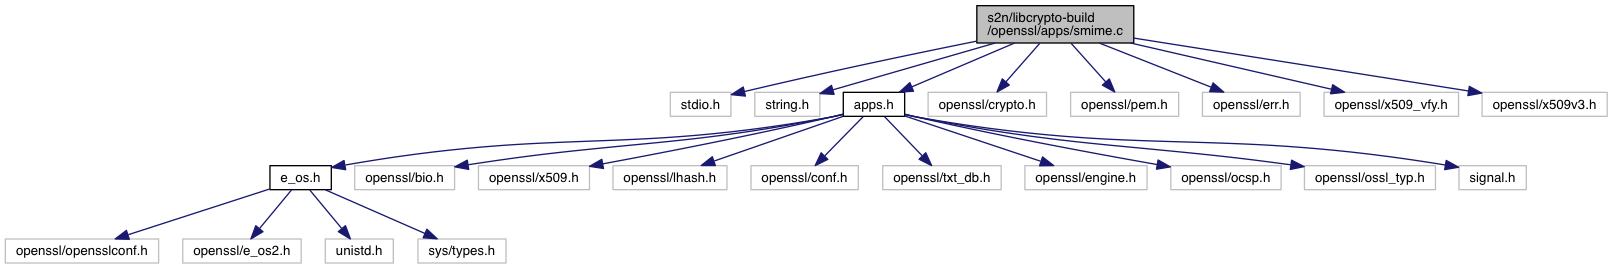 s2n/libcrypto-build
/openssl/apps/smime.c
stdio.h
string.h
apps.h
openssl/crypto.h
openssl/pem.h
openssl/err.h
openssl/x509_vfy.h
openssl/x509v3.h
e_os.h
openssl/bio.h
openssl/x509.h
openssl/lhash.h
openssl/conf.h
openssl/txt_db.h
openssl/engine.h
openssl/ocsp.h
openssl/ossl_typ.h
signal.h
openssl/opensslconf.h
openssl/e_os2.h
unistd.h
sys/types.h